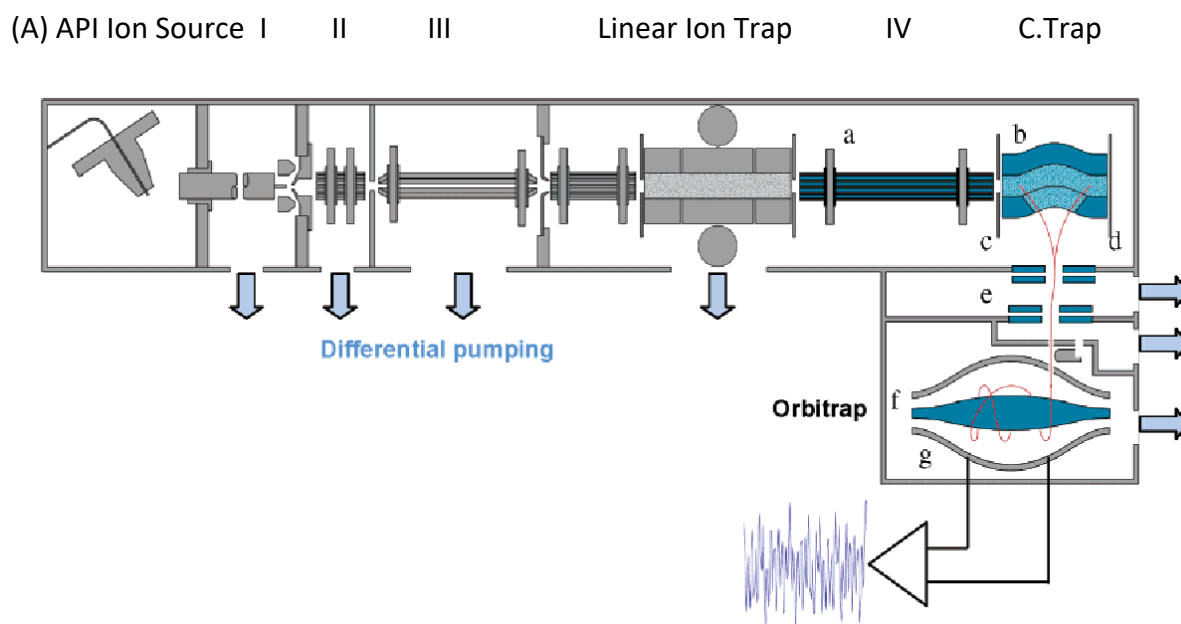 (A) API Ion Source I II III Linear Ion Trap IV C.Trap
a b
c d
e
Differential pumping
Orbitrap f
g